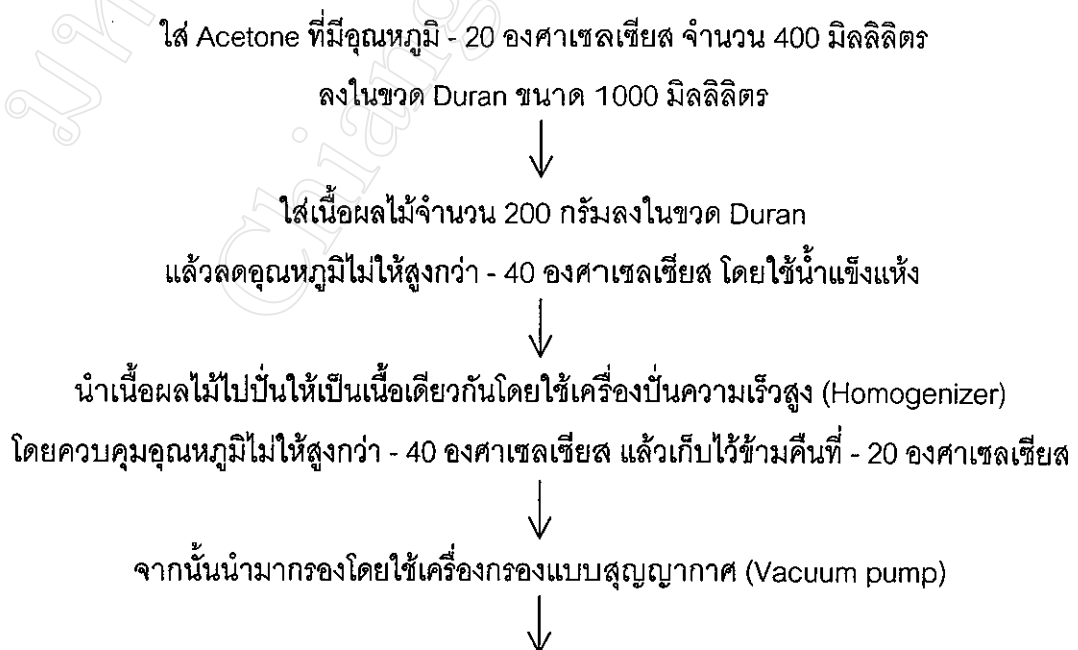 ใส่ Acetone ที่มีอุณหภูมิ - 20 องศาเซลเซียส จำนวน 400 มิลลิลิตร
ลงในขวด Duran ขนาด 1000 มิลลิลิตร
ใส่เนื้อผลไม้จำนวน 200 กรัมลงในขวด Duran
แล้วลดอุณหภูมิไม่ให้สูงกว่า - 40 องศาเซลเซียส โดยใช้น้ำแข็งแห้ง
นำเนื้อผลไม้ไปปั่นให้เป็นเนื้อเดียวกันโดยใช้เครื่องปั่นความเร็วสูง (Homogenizer)
โดยควบคุมอุณหภูมิไม่ให้สูงกว่า - 40 องศาเซลเซียส แล้วเก็บไว้ข้ามคืนที่ - 20 องศาเซลเซียส
จากนั้นนำมากรองโดยใช้เครื่องกรองแบบสุญญากาศ (Vacuum pump)
Chiang